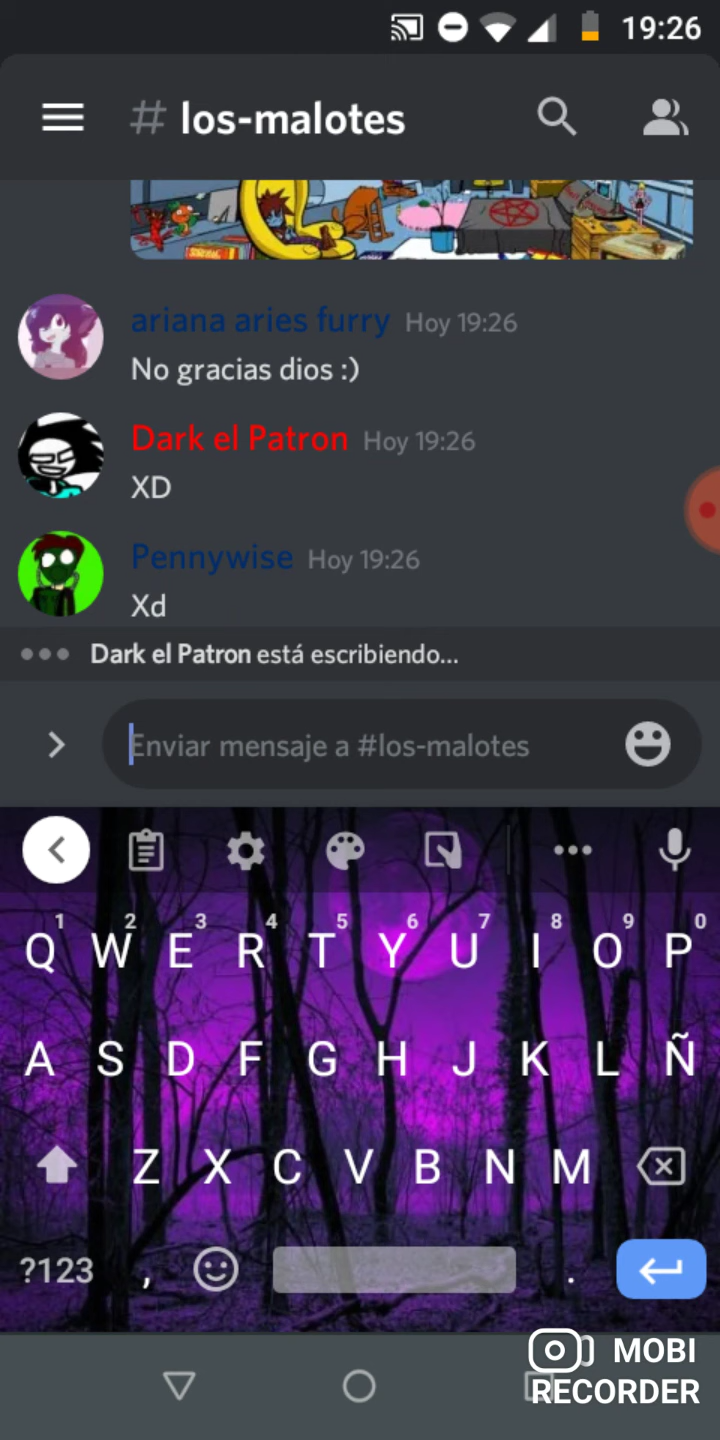 19:26
# los-malotes
ariana aries furry Hoy 19:26
No gracias dios :)
Dark el Patron Hoy 19:26
XD
Pennywise Hoy 19:26
Xd
Dark el Patron está escribiendo...
Enviar mensaje a #los-malotes
1 2 3 4 5 6 7 8 9 0
Q W E R T Y U I O P
A S D F G H J K L Ñ
Z X C V B N M
?123 , .
MOBI
RECORDER